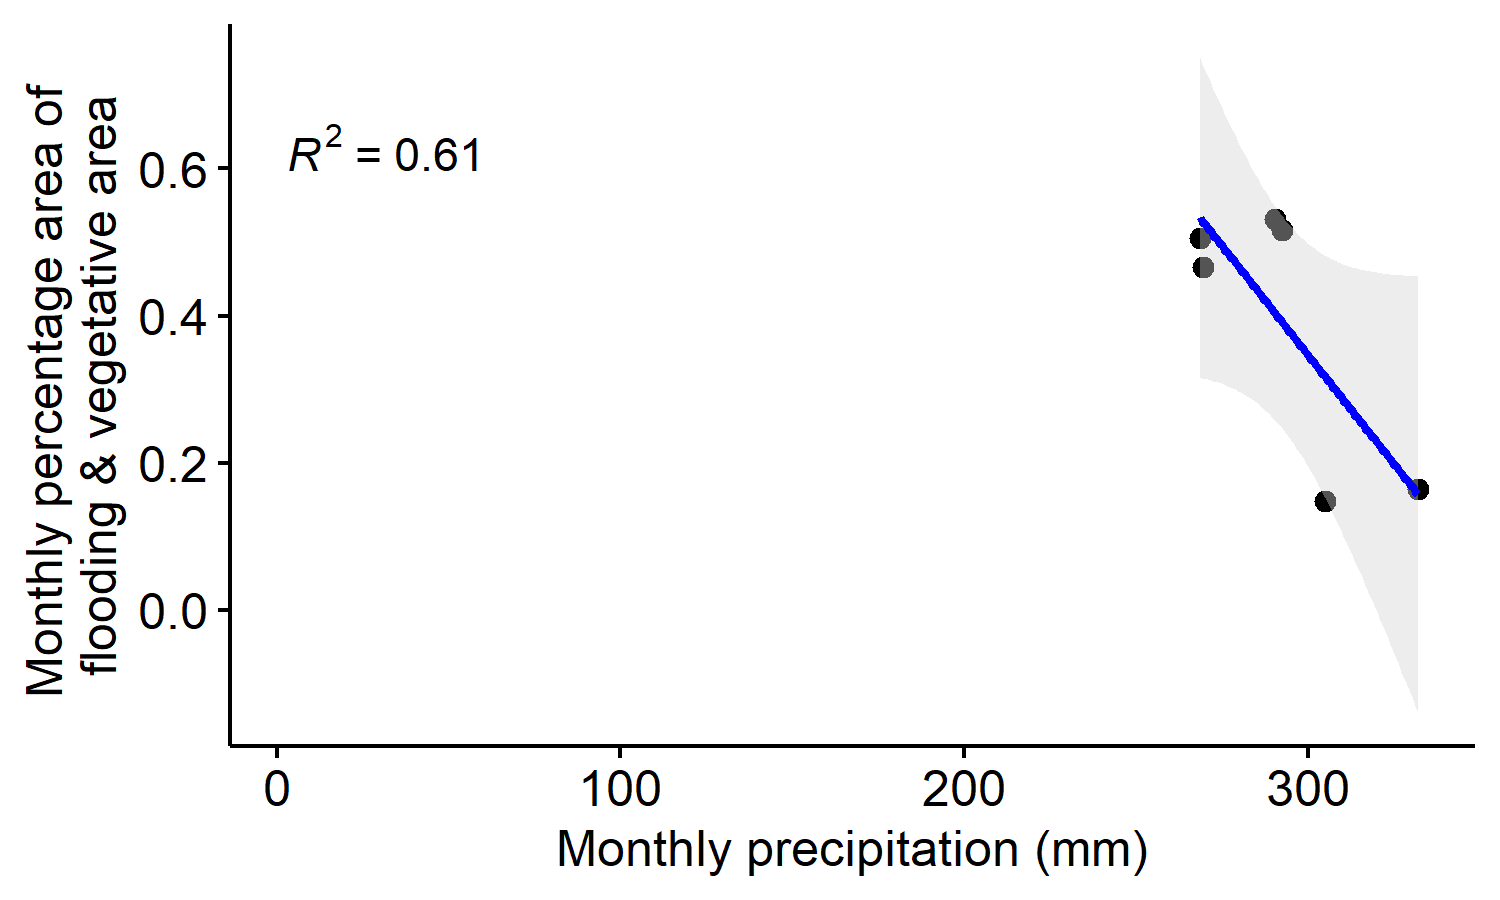 Monthly percentage area of
flooding & vegetative area
R² = 0.61
0.6
0.4
0.2
0.0
0 100 200 300
Monthly precipitation (mm)